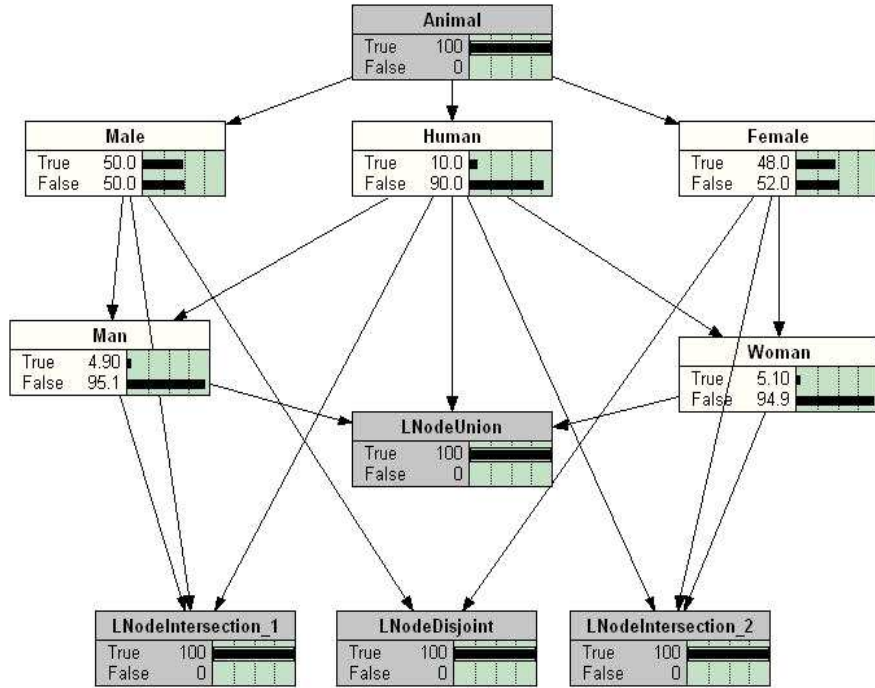 Animal
True 100
False 0
Male
True 50.0
False 50.0
Human
True 10.0
False 90.0
Female
True 48.0
False 52.0
Man
True 4.90
False 95.1
Woman
True 5.10
False 94.9
LNodeUnion
True 100
False 0
LNodeIntersection_1
True 100
False 0
LNodeDisjoint
True 100
False 0
LNodeIntersection_2
True 100
False 0